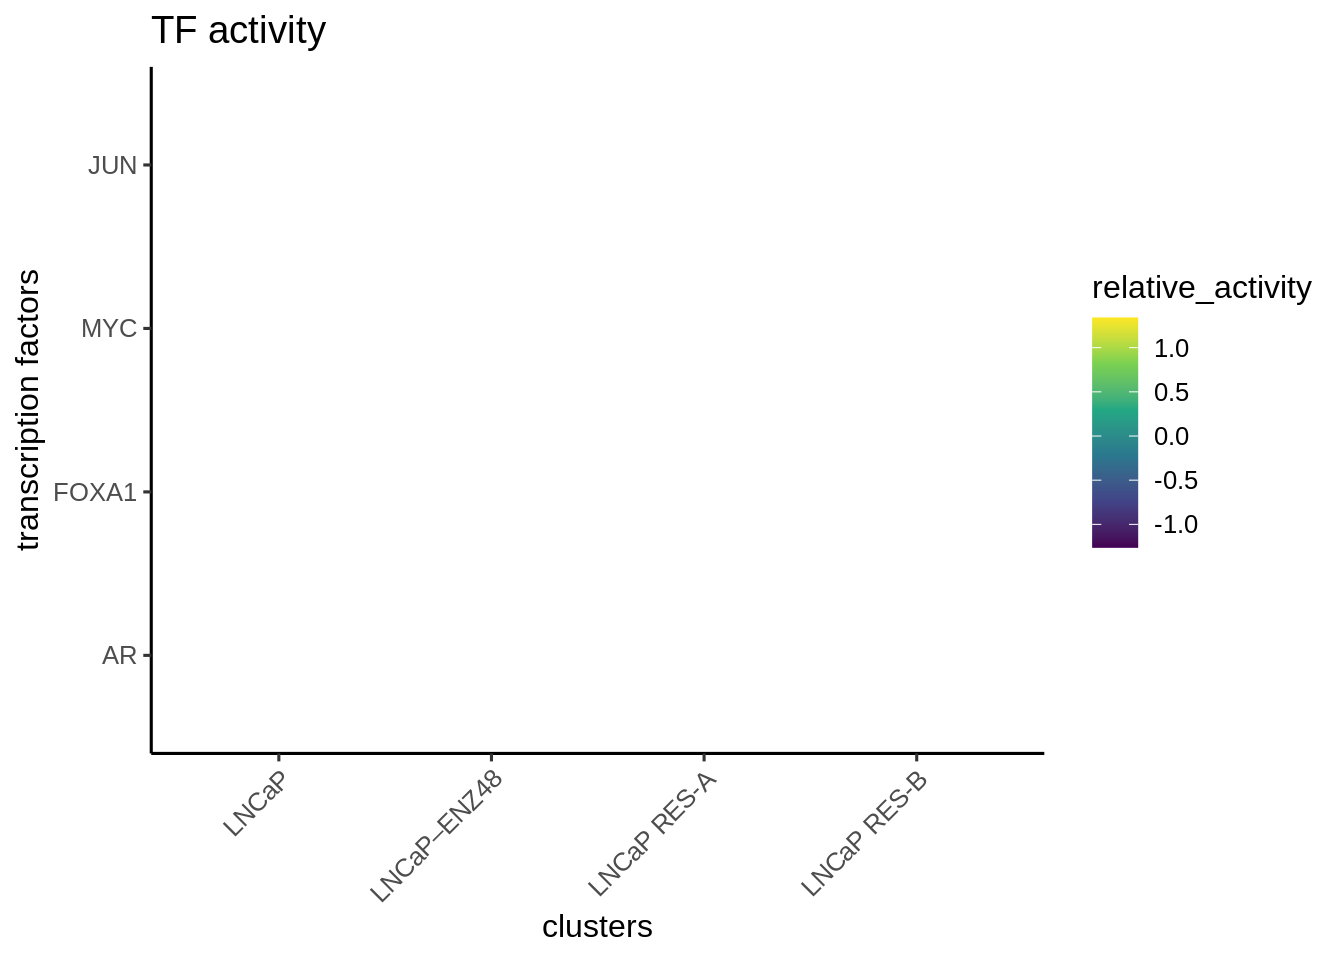 TF activity
transcription factors
JUN
MYC
FOXA1
AR
LNCaP
LNCaP–ENZ48
LNCaP RES-A
LNCaP RES-B
clusters
relative_activity
1.0
0.5
0.0
-0.5
-1.0